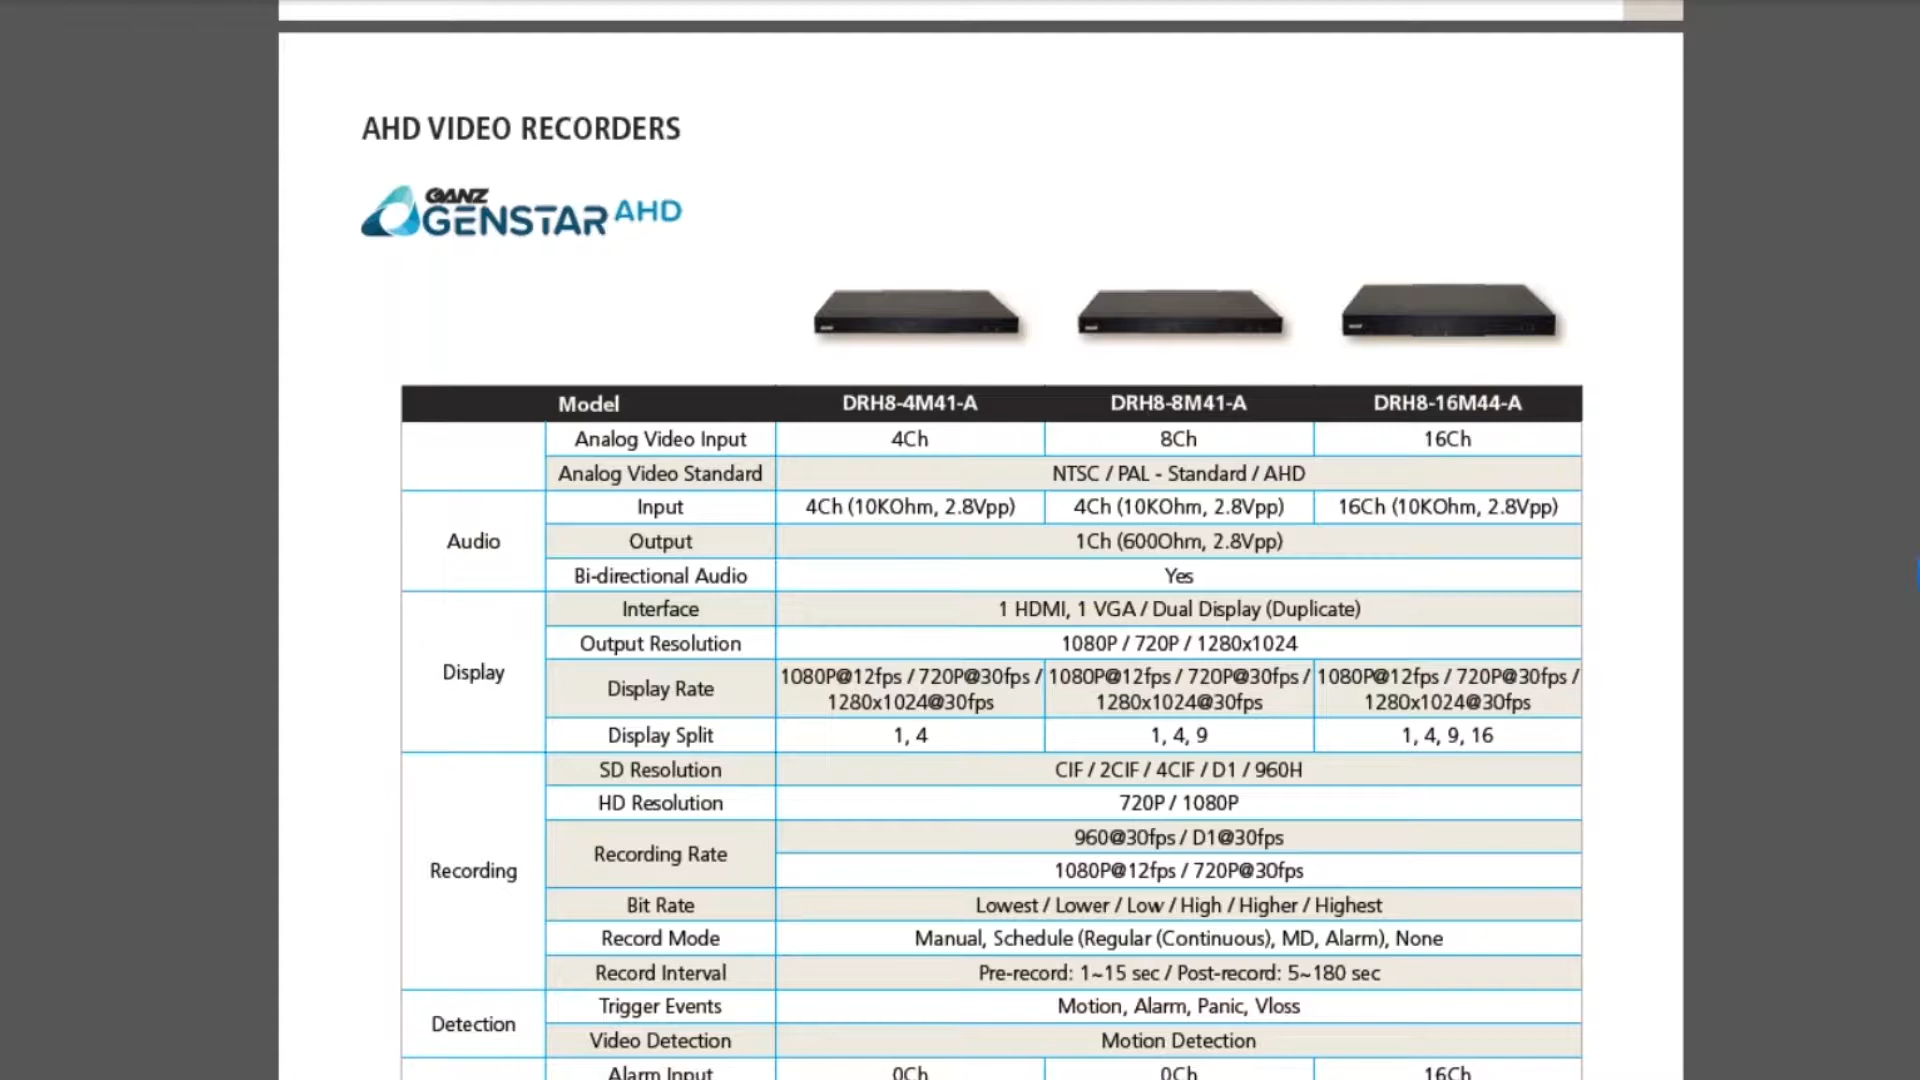 AHD VIDEO RECORDERS
GANZ
GENSTAR AHD
Model DRH8-4M41-A DRH8-8M41-A DRH8-16M44-A
Analog Video Input 4Ch 8Ch 16Ch
Analog Video Standard NTSC / PAL - Standard / AHD
Audio
Input 4Ch (10KOhm, 2.8Vpp) 4Ch (10KOhm, 2.8Vpp) 16Ch (10KOhm, 2.8Vpp)
Output 1Ch (600Ohm, 2.8Vpp)
Bi-directional Audio Yes
Display
Interface 1 HDMI, 1 VGA / Dual Display (Duplicate)
Output Resolution 1080P / 720P / 1280x1024
Display Rate
1080P@12fps / 720P@30fps / 1080P@12fps / 720P@30fps / 1080P@12fps / 720P@30fps /
1280x1024@30fps 1280x1024@30fps 1280x1024@30fps
Display Split 1, 4 1, 4, 9 1, 4, 9, 16
Recording
SD Resolution CIF / 2CIF / 4CIF / D1 / 960H
HD Resolution 720P / 1080P
Recording Rate
960@30fps / D1@30fps
1080P@12fps / 720P@30fps
Bit Rate Lowest / Lower / Low / High / Higher / Highest
Record Mode Manual, Schedule (Regular (Continuous), MD, Alarm), None
Record Interval Pre-record: 1~15 sec / Post-record: 5~180 sec
Detection
Trigger Events Motion, Alarm, Panic, Vloss
Video Detection Motion Detection
Alarm Input 0Ch 0Ch 16Ch